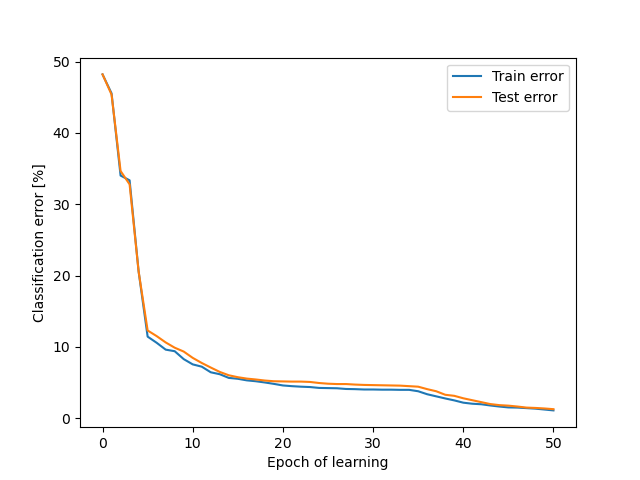 Train error
Test error
50
40
30
20
10
0
Classification error [%]
0 10 20 30 40 50
Epoch of learning